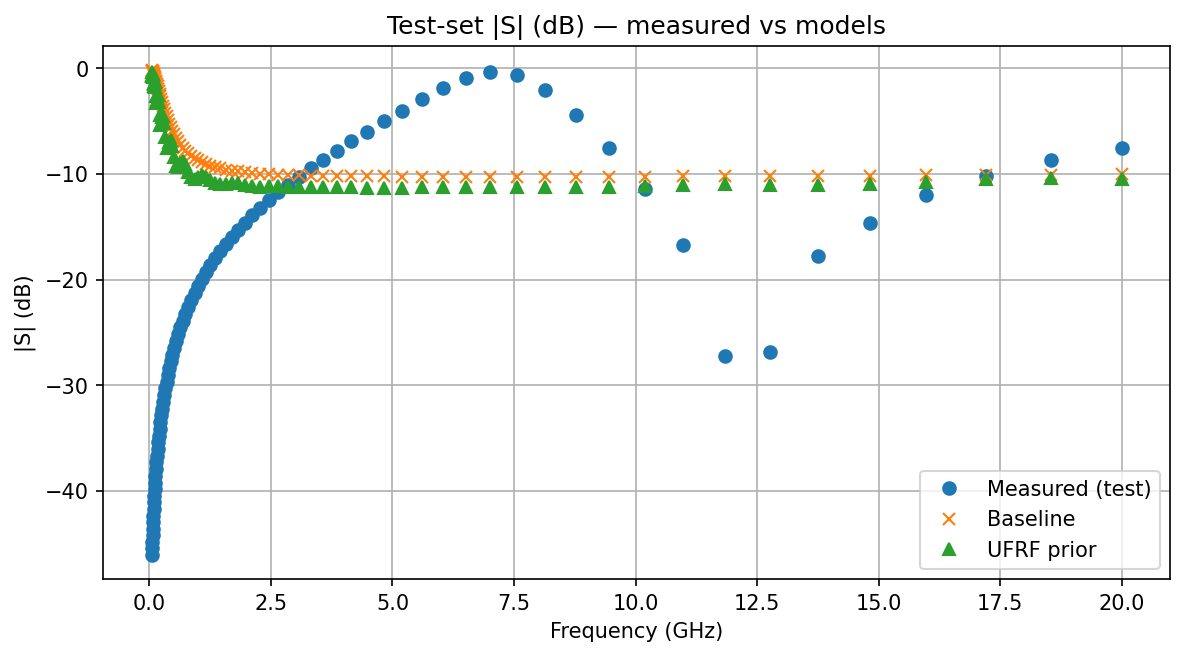 Test-set |S| (dB) — measured vs models
|S| (dB)
0
−10
−20
−30
−40
0.0 2.5 5.0 7.5 10.0 12.5 15.0 17.5 20.0
Frequency (GHz)
Measured (test)
Baseline
UFRF prior